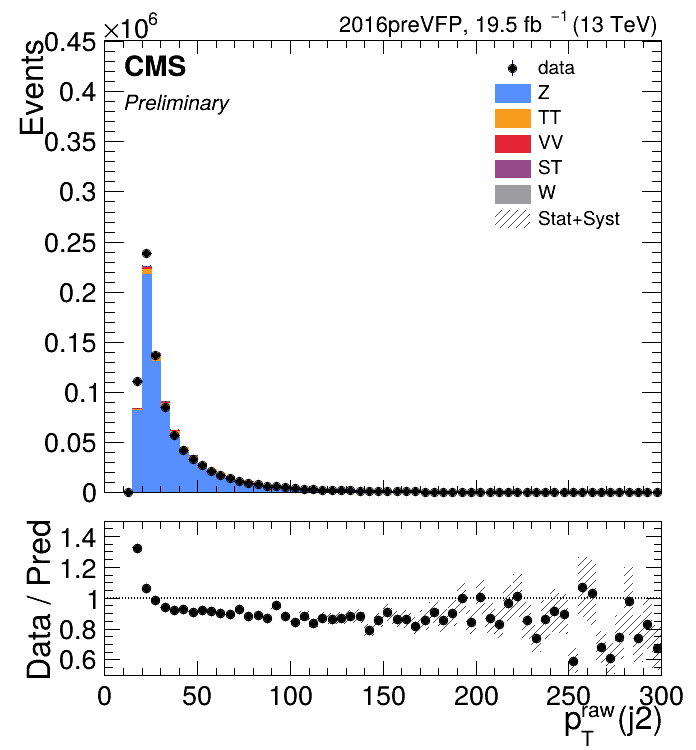 ×10^6
2016preVFP, 19.5 fb ^-1 (13 TeV)
Events
CMS
Preliminary
data
Z
TT
VV
ST
W
Stat+Syst
0.45
0.4
0.35
0.3
0.25
0.2
0.15
0.1
0.05
0
Data / Pred
1.4
1.2
1
0.8
0.6
0 50 100 150 200 250 300
p_T^raw(j2)